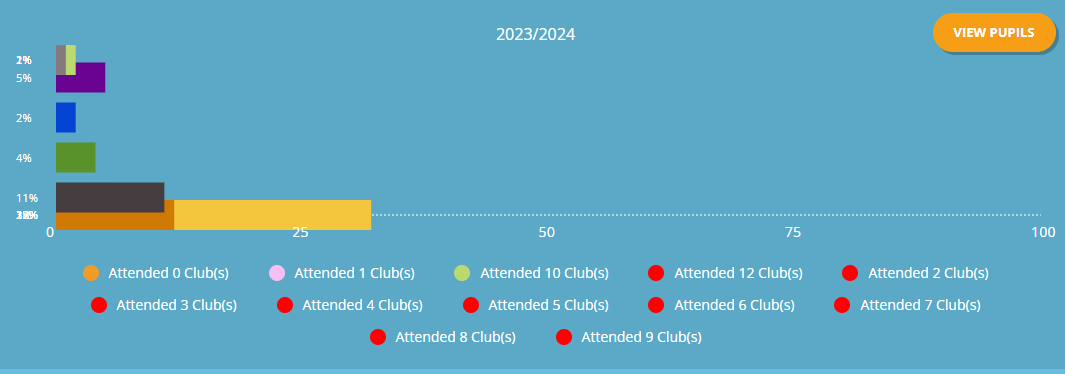 2023/2024
VIEW PUPILS
5%
2%
4%
11%
0 25 50 75 100
Attended 0 Club(s) Attended 1 Club(s) Attended 10 Club(s) Attended 12 Club(s) Attended 2 Club(s)
Attended 3 Club(s) Attended 4 Club(s) Attended 5 Club(s) Attended 6 Club(s) Attended 7 Club(s)
Attended 8 Club(s) Attended 9 Club(s)